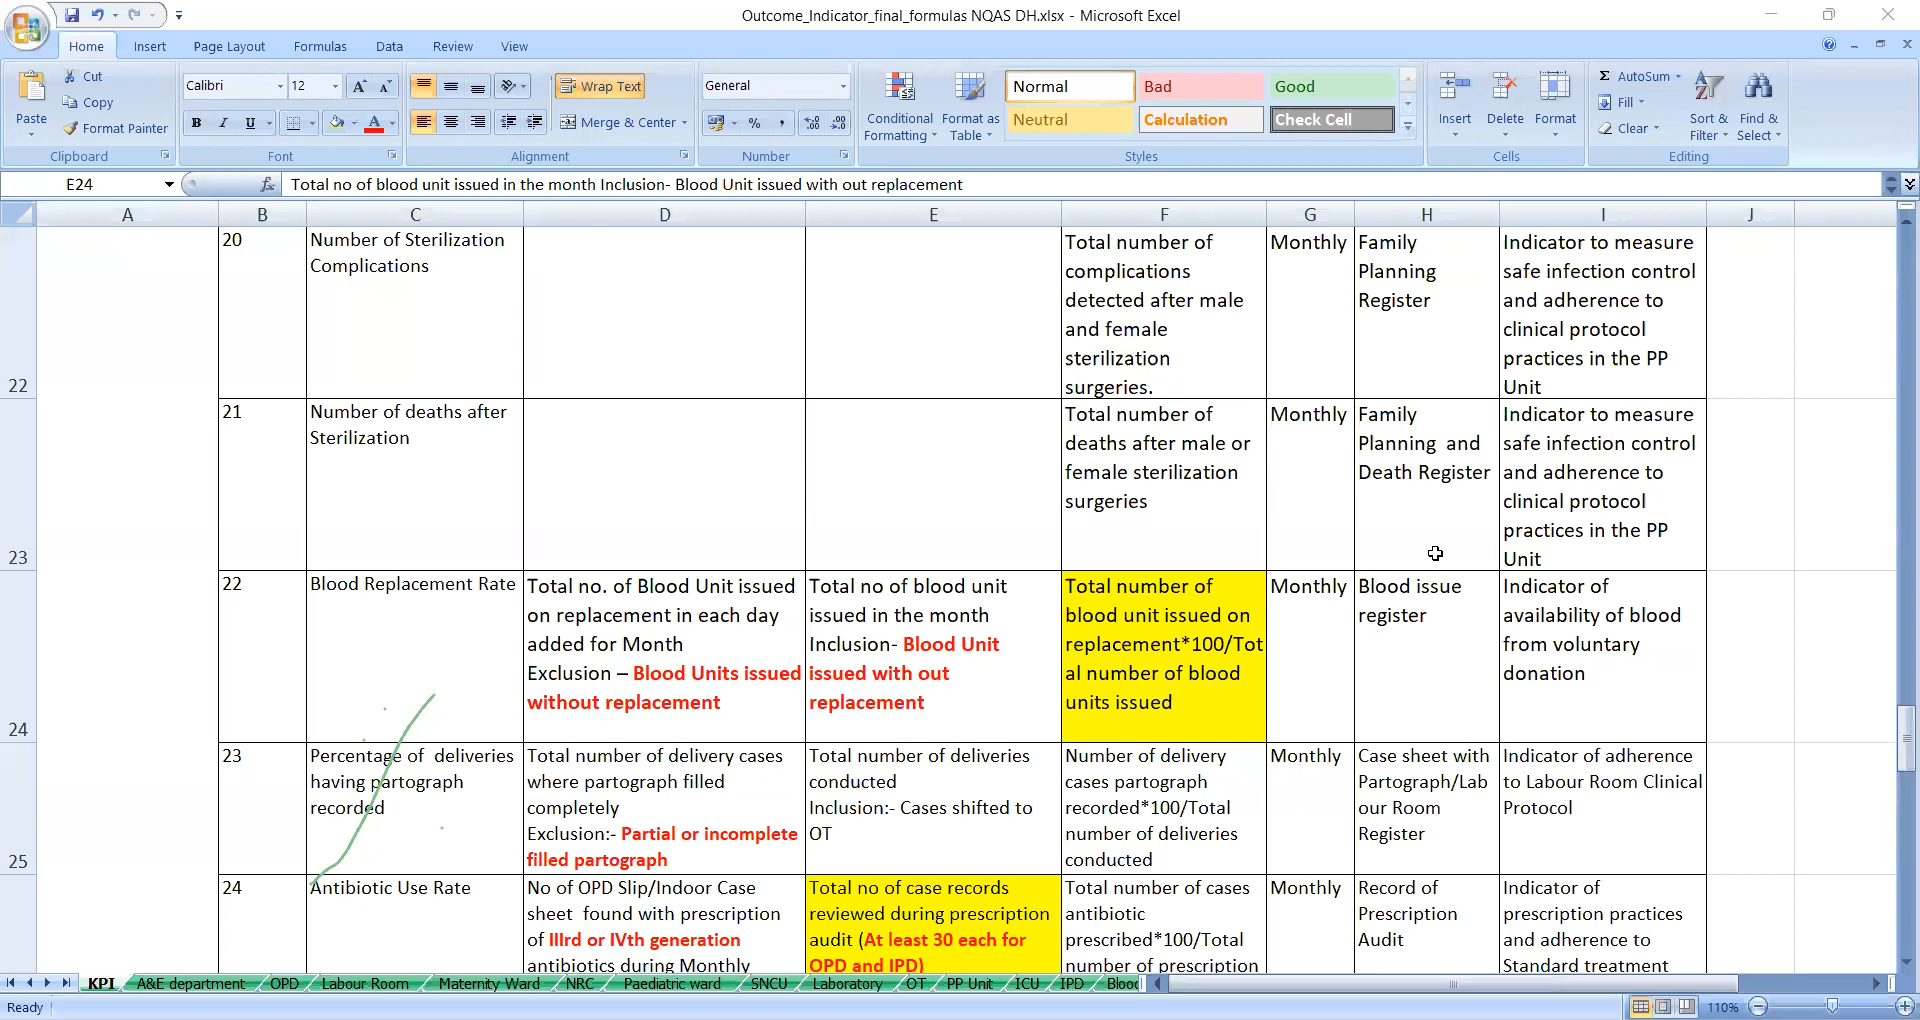 Outcome_Indicator_final_formulas NQAS DH.xlsx - Microsoft Excel
Home Insert Page Layout Formulas Data Review View
Paste
Cut
Copy
Format Painter
Clipboard
Calibri 12
B I U
Font
Wrap Text
Merge & Center
Alignment
General
% ,
Number
Conditional
Formatting
Format as
Table
Normal Bad Good
Neutral Calculation Check Cell
Styles
Insert Delete Format
Cells
AutoSum
Fill
Clear
Sort &
Filter
Find &
Select
Editing
E24
fx
Total no of blood unit issued in the month Inclusion- Blood Unit issued with out replacement
A B C D E F G H I J
22
20
Number of Sterilization
Complications
Total number of
complications
detected after male
and female
sterilization
surgeries.
Monthly
Family
Planning
Register
Indicator to measure
safe infection control
and adherence to
clinical protocol
practices in the PP
Unit
23
21
Number of deaths after
Sterilization
Total number of
deaths after male or
female sterilization
surgeries
Monthly
Family
Planning and
Death Register
Indicator to measure
safe infection control
and adherence to
clinical protocol
practices in the PP
Unit
24
22
Blood Replacement Rate
Total no. of Blood Unit issued
on replacement in each day
added for Month
Exclusion – Blood Units issued
without replacement
Total no of blood unit
issued in the month
Inclusion- Blood Unit
issued with out
replacement
Total number of
blood unit issued on
replacement*100/Tot
al number of blood
units issued
Monthly
Blood issue
register
Indicator of
availability of blood
from voluntary
donation
25
23
Percentage of deliveries
having partograph
recorded
Total number of delivery cases
where partograph filled
completely
Exclusion:- Partial or incomplete
filled partograph
Total number of deliveries
conducted
Inclusion:- Cases shifted to
OT
Number of delivery
cases partograph
recorded*100/Total
number of deliveries
conducted
Monthly
Case sheet with
Partograph/Lab
our Room
Register
Indicator of adherence
to Labour Room Clinical
Protocol
24
Antibiotic Use Rate
No of OPD Slip/Indoor Case
sheet found with prescription
of IIIrd or IVth generation
antibiotics during Monthly
Total no of case records
reviewed during prescription
audit (At least 30 each for
OPD and IPD)
Total number of cases
antibiotic
prescribed*100/Total
number of prescription
Monthly
Record of
Prescription
Audit
Indicator of
prescription practices
and adherence to
Standard treatment
KPI A&E department OPD Labour Room Maternity Ward NRC Paediatric ward SNCU Laboratory OT PP Unit ICU IPD Blood
Ready
110%